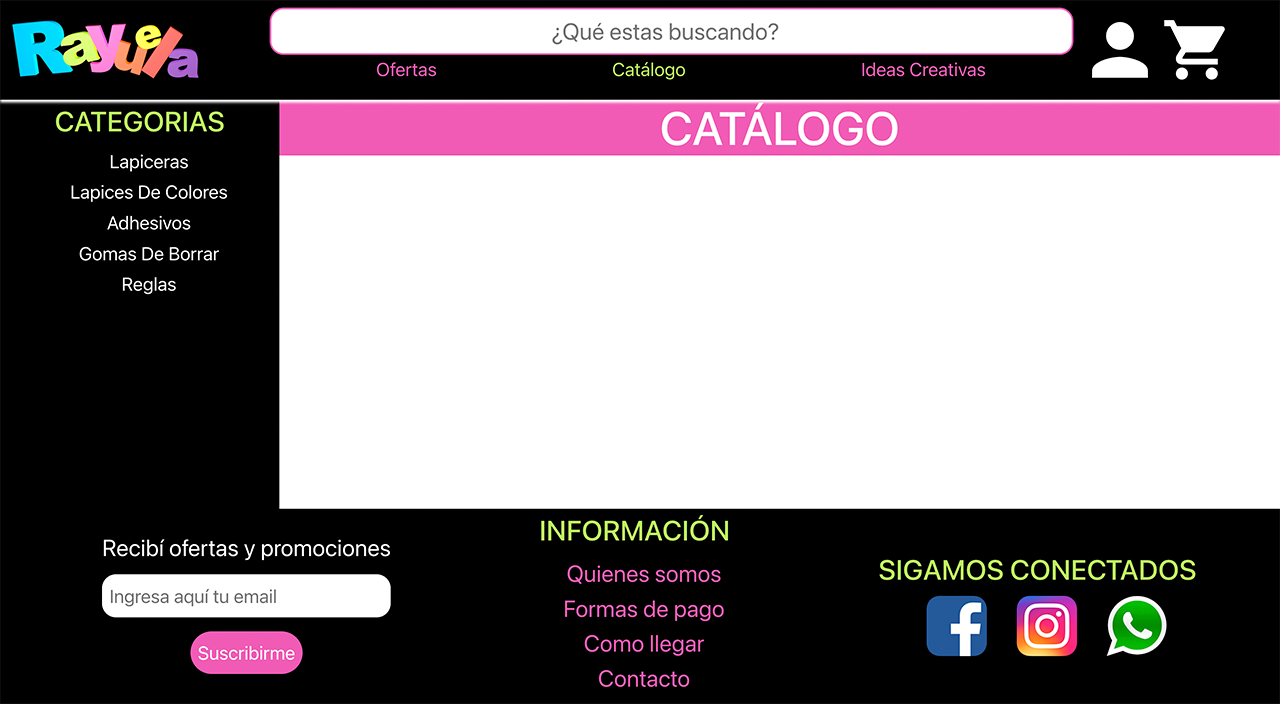 Rayuela
¿Qué estas buscando?
Ofertas
Catálogo
Ideas Creativas
CATEGORIAS
Lapiceras
Lapices De Colores
Adhesivos
Gomas De Borrar
Reglas
CATÁLOGO
Recibí ofertas y promociones
Ingresa aquí tu email
Suscribirme
INFORMACIÓN
Quienes somos
Formas de pago
Como llegar
Contacto
SIGAMOS CONECTADOS